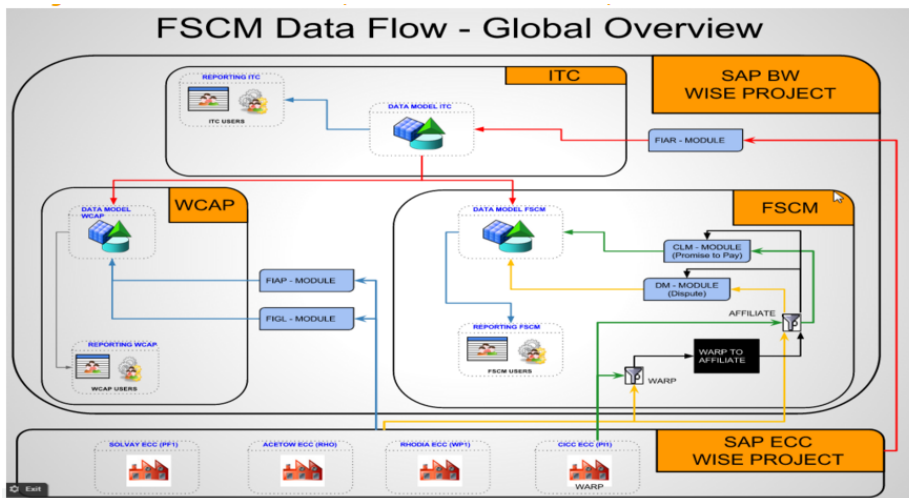 FSCM Data Flow - Global Overview
ITC
SAP BW
WISE PROJECT
REPORTING ITC
ITC USERS
DATA MODEL ITC
FIAR - MODULE
WCAP
DATA MODEL
WCAP
FSCM
DATA MODEL FSCM
CLM - MODULE
(Promise to Pay)
DM - MODULE
(Dispute)
FIAP - MODULE
FIGL - MODULE
AFFILIATE
REPORTING FSCM
FSCM USERS
WARP TO
AFFILIATE
WARP
REPORTING WCAP
WCAP USERS
SOLVAY ECC (PF1)
ACETOW ECC (RHO)
RHODIA ECC (WP1)
CICC ECC (PI1)
WARP
SAP ECC
WISE PROJECT
Exit